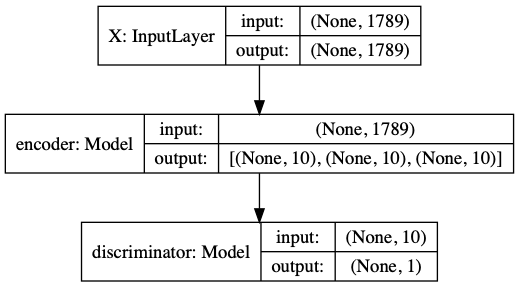 X: InputLayer
input:
(None, 1789)
output:
(None, 1789)
encoder: Model
input:
(None, 1789)
output:
[(None, 10), (None, 10), (None, 10)]
discriminator: Model
input:
(None, 10)
output:
(None, 1)